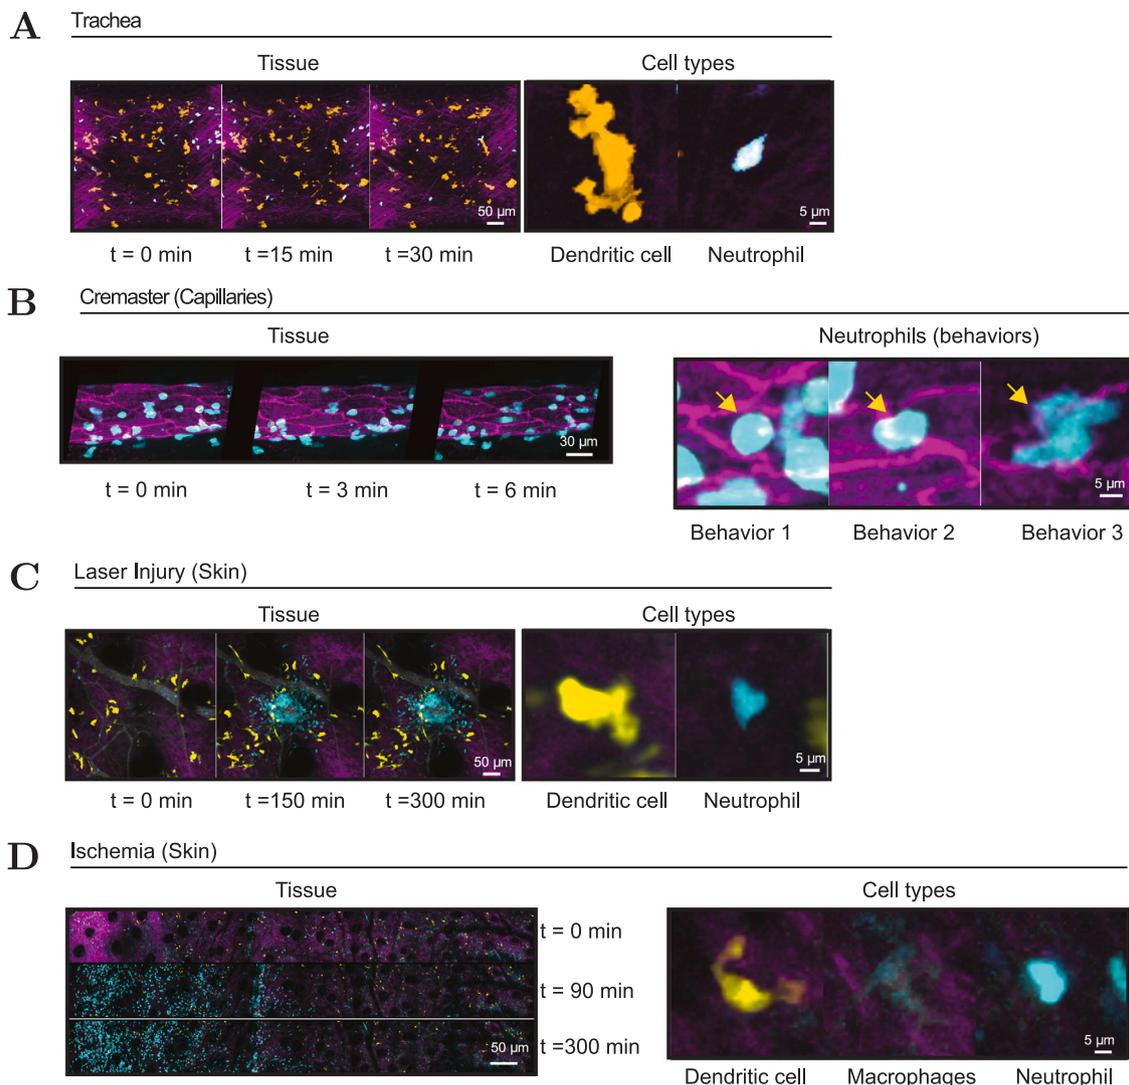 A Trachea
Tissue Cell types
50 µm 5 µm
t = 0 min t =15 min t =30 min Dendritic cell Neutrophil
B Cremaster (Capillaries)
Tissue Neutrophils (behaviors)
30 µm 5 µm
t = 0 min t = 3 min t = 6 min
Behavior 1 Behavior 2 Behavior 3
C Laser Injury (Skin)
Tissue Cell types
50 µm 5 µm
t = 0 min t =150 min t =300 min Dendritic cell Neutrophil
D Ischemia (Skin)
Tissue Cell types
t = 0 min
t = 90 min
50 µm t =300 min 5 µm
Dendritic cell Macrophages Neutrophil